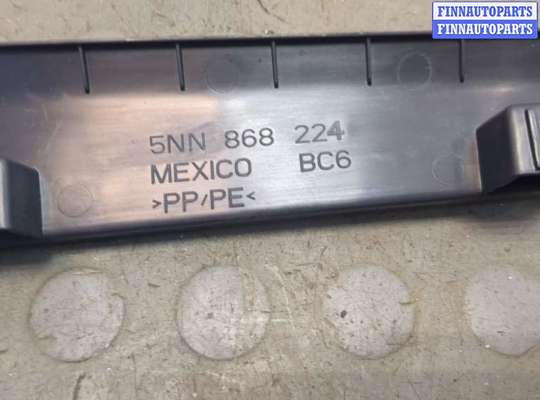 FINNAUTOPARTS
FINNAUTOPARTS
5NN 868 224
MEXICO BC6
>PP/PE<